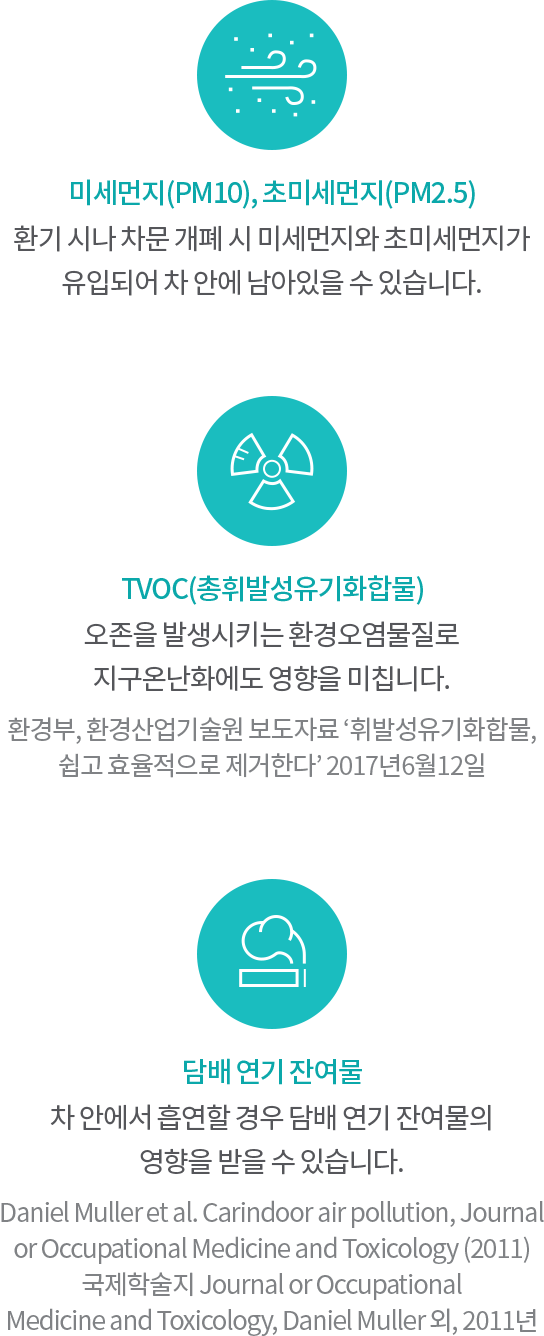 미세먼지(PM10), 초미세먼지(PM2.5)
환기 시나 차문 개폐 시 미세먼지와 초미세먼지가
유입되어 차 안에 남아있을 수 있습니다.
TVOC(총휘발성유기화합물)
오존을 발생시키는 환경오염물질로
지구온난화에도 영향을 미칩니다.
환경부, 환경산업기술원 보도자료 ‘휘발성유기화합물,
쉽고 효율적으로 제거한다’ 2017년6월12일
담배 연기 잔여물
차 안에서 흡연할 경우 담배 연기 잔여물의
영향을 받을 수 있습니다.
Daniel Muller et al. Carindoor air pollution, Journal
or Occupational Medicine and Toxicology (2011)
국제학술지 Journal or Occupational
Medicine and Toxicology, Daniel Muller 외, 2011년